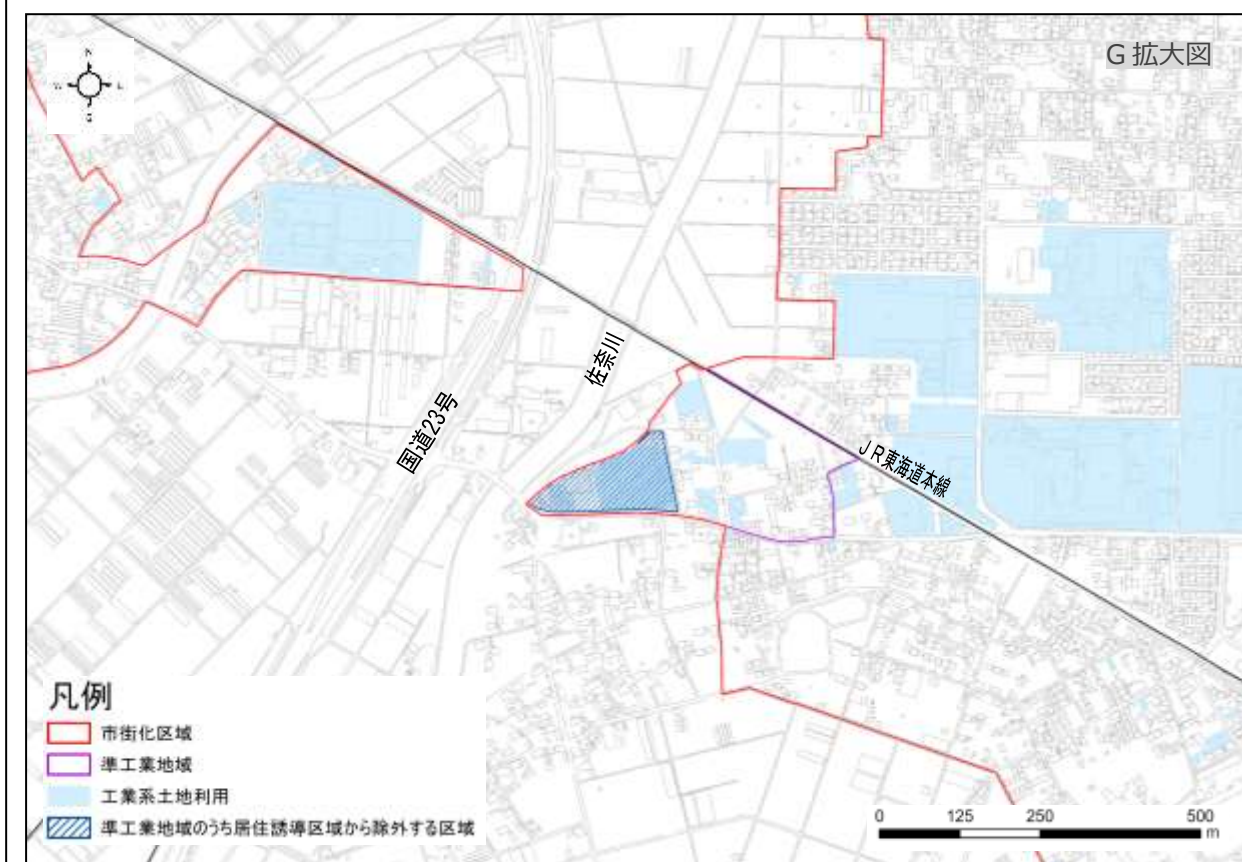 G 拡大図
佐奈川
国道23号
JR東海道本線
凡例
市街化区域
準工業地域
工業系土地利用
準工業地域のうち居住誘導区域から除外する区域
0 125 250 500
m